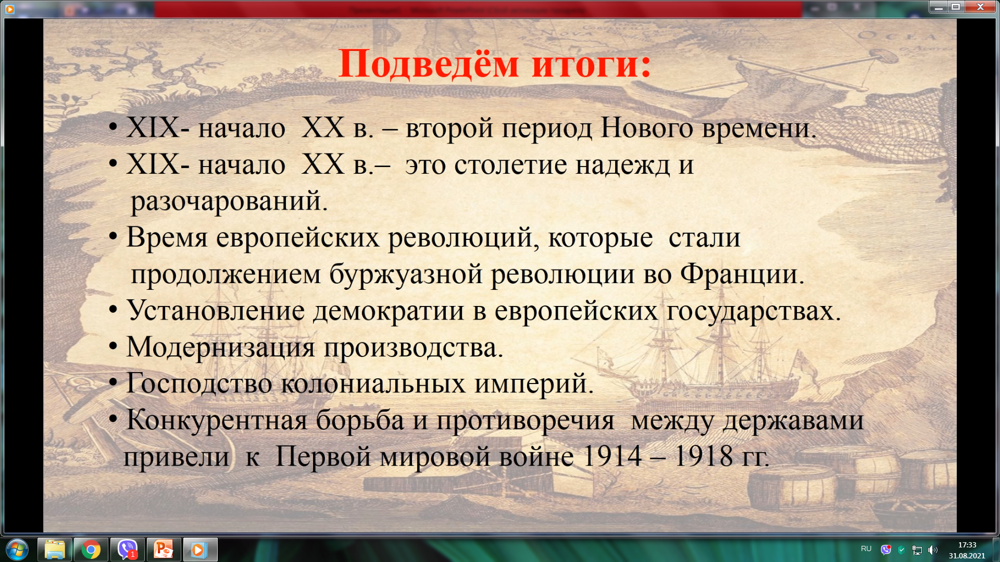 Подведём итоги:
• XIX- начало  XX в. – второй период Нового времени.
• XIX- начало  XX в.–  это столетие надежд и
разочарований.
• Время европейских революций, которые  стали
продолжением буржуазной революции во Франции.
• Установление демократии в европейских государствах.
• Модернизация производства.
• Господство колониальных империй.
• Конкурентная борьба и противоречия  между державами
привели  к  Первой мировой войне 1914 – 1918 гг.
1
RU
17:33
31.08.2021